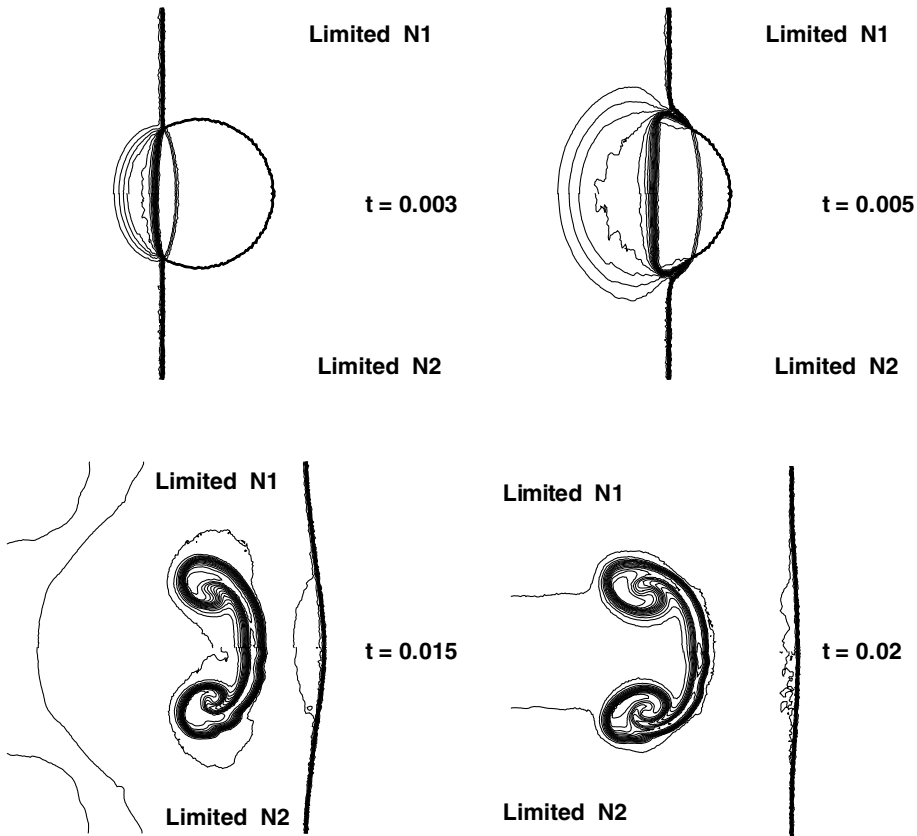 Limited N1
Limited N1
t = 0.003
t = 0.005
Limited N2
Limited N2
Limited N1
Limited N1
t = 0.015
t = 0.02
Limited N2
Limited N2